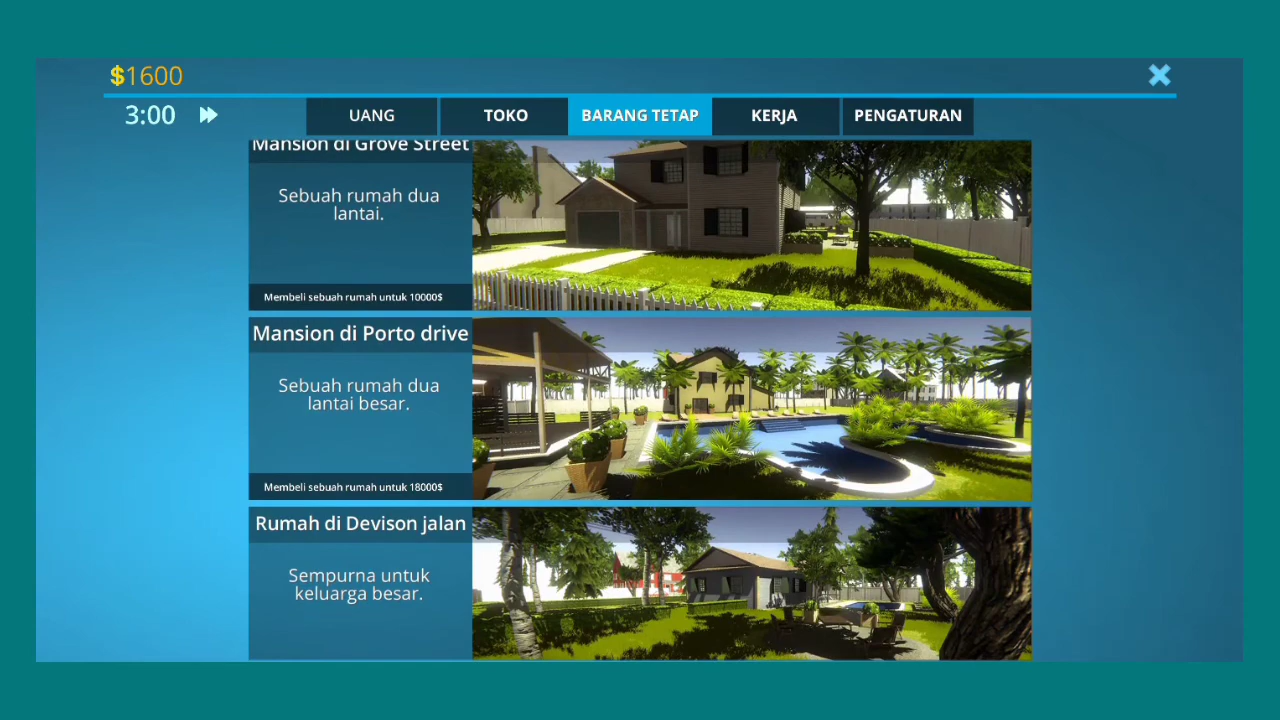 $1600
3:00
UANG
TOKO
BARANG TETAP
KERJA
PENGATURAN
Mansion di Grove Street
Sebuah rumah dua
lantai.
Membeli sebuah rumah untuk 10000$
Mansion di Porto drive
Sebuah rumah dua
lantai besar.
Membeli sebuah rumah untuk 18000$
Rumah di Devison jalan
Sempurna untuk
keluarga besar.